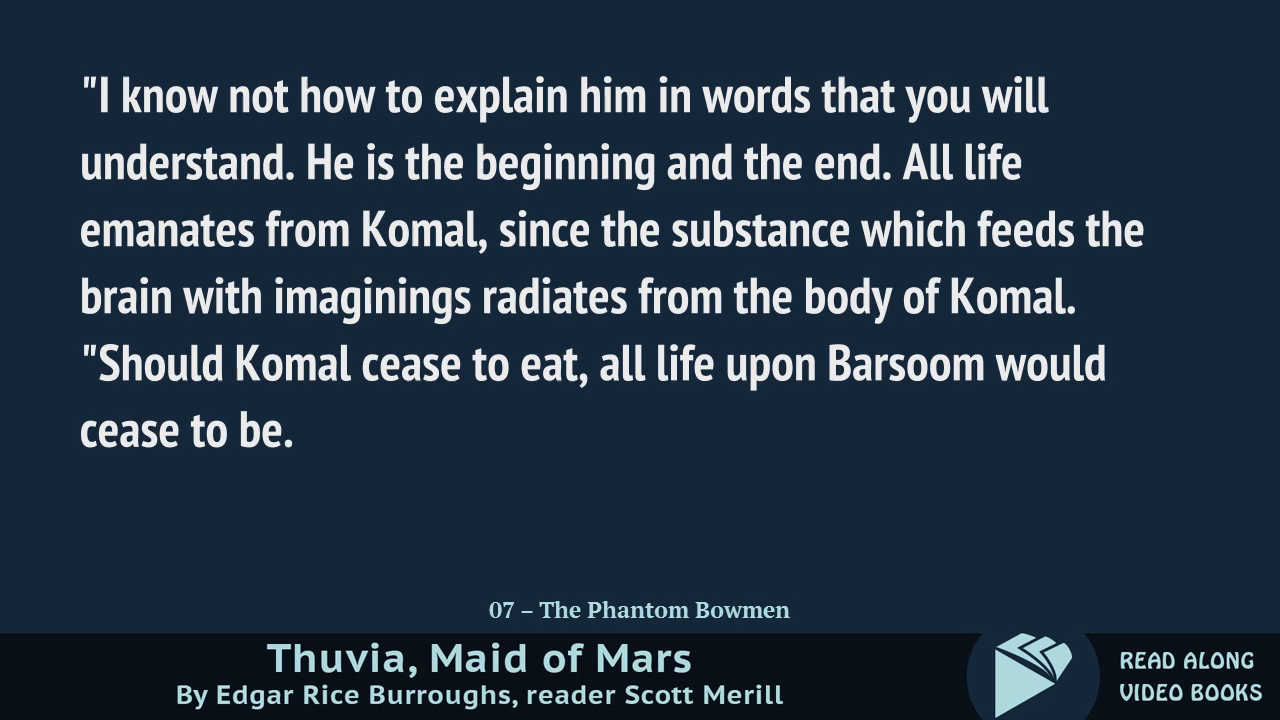 "I know not how to explain him in words that you will
understand. He is the beginning and the end. All life
emanates from Komal, since the substance which feeds the
brain with imaginings radiates from the body of Komal.
"Should Komal cease to eat, all life upon Barsoom would
cease to be.
07 – The Phantom Bowmen
Thuvia, Maid of Mars
By Edgar Rice Burroughs, reader Scott Merill
READ ALONG
VIDEO BOOKS